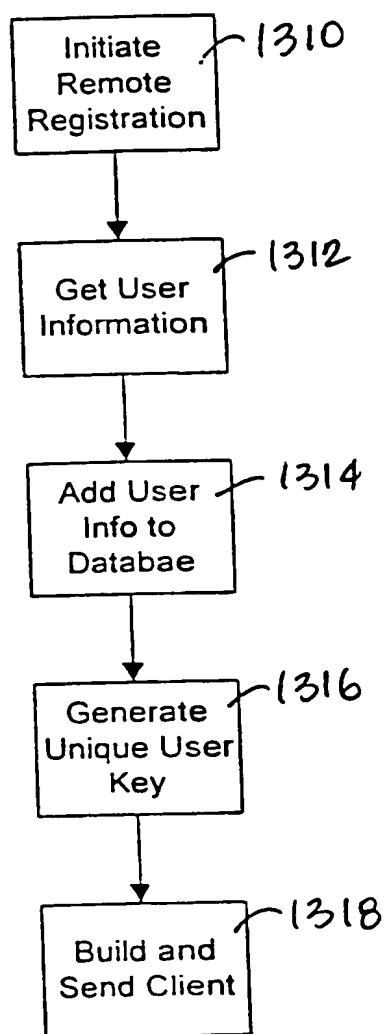 Initiate
Remote
Registration
1310
Get User
Information
1312
Add User
Info to
Databae
1314
Generate
Unique User
Key
1316
Build and
Send Client
1318